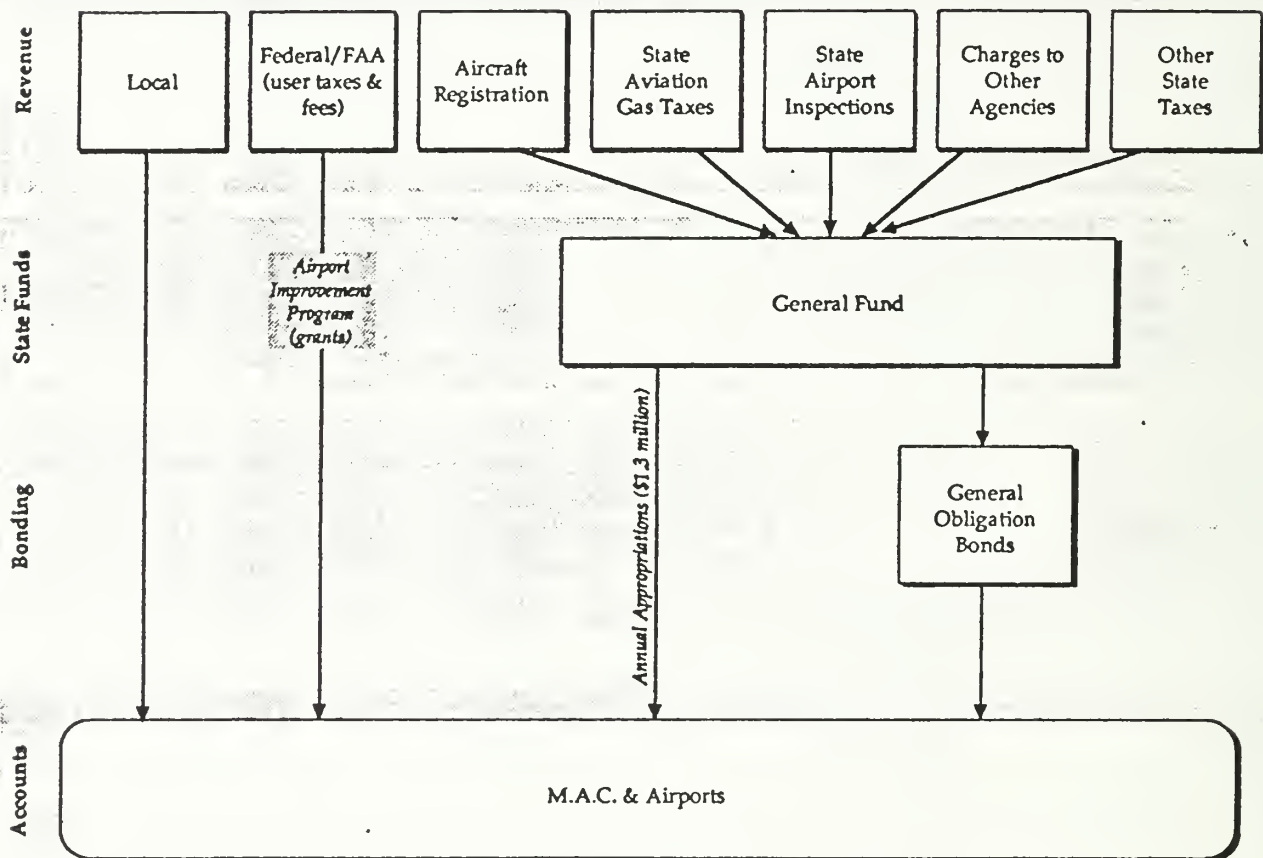 Revenue
Local
Federal/FAA
(user taxes &
fees)
Aircraft
Registration
State
Aviation
Gas Taxes
State
Airport
Inspections
Charges to
Other
Agencies
Other
State
Taxes
State Funds
Airport
Improvement
Program
(grants)
General Fund
Bonding
Annual Appropriations ($1.3 million)
General
Obligation
Bonds
Accounts
M.A.C. & Airports